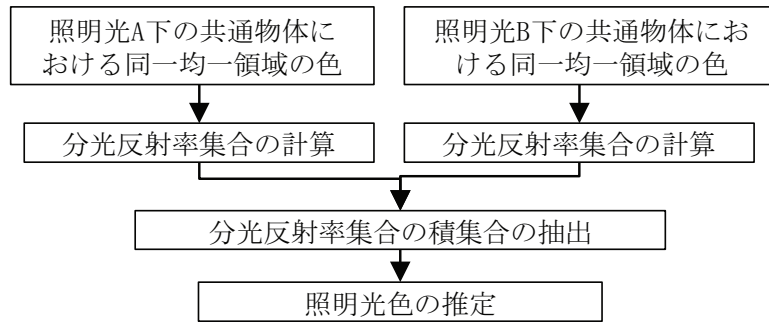 照明光A下の共通物体に
おける同一均一領域の色
照明光B下の共通物体にお
ける同一均一領域の色
分光反射率集合の計算
分光反射率集合の計算
分光反射率集合の積集合の抽出
照明光色の推定